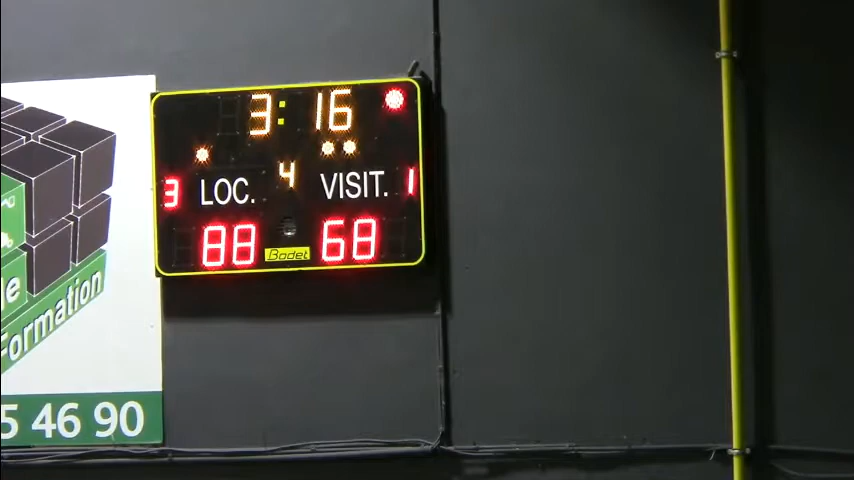 3:16
4
3 LOC. VISIT. 1
88 Bodet 68
Formation
5 46 90